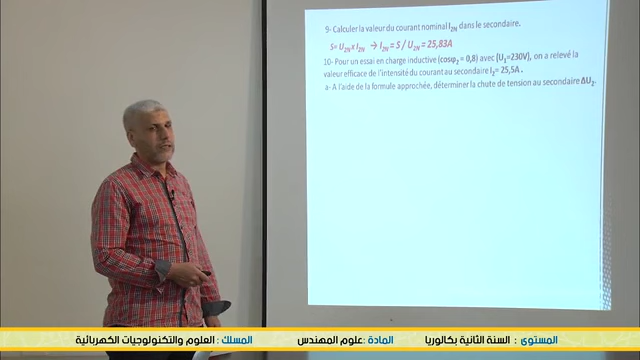 9- Calculer la valeur du courant nominal I2N dans le secondaire.
S= U2N x I2N → I2N = S / U2N = 25,83A
10- Pour un essai en charge inductive (cosφ2 = 0,8) avec (U1=230V), on a relevé la
valeur efficace de l'intensité du courant au secondaire I2= 25,5A .
a- A l'aide de la formule approchée, déterminer la chute de tension au secondaire ΔU2.
المستوى : السنة الثانية بكالوريا المادة :علوم المهندس المسلك : العلوم والتكنولوجيات الكهربائية